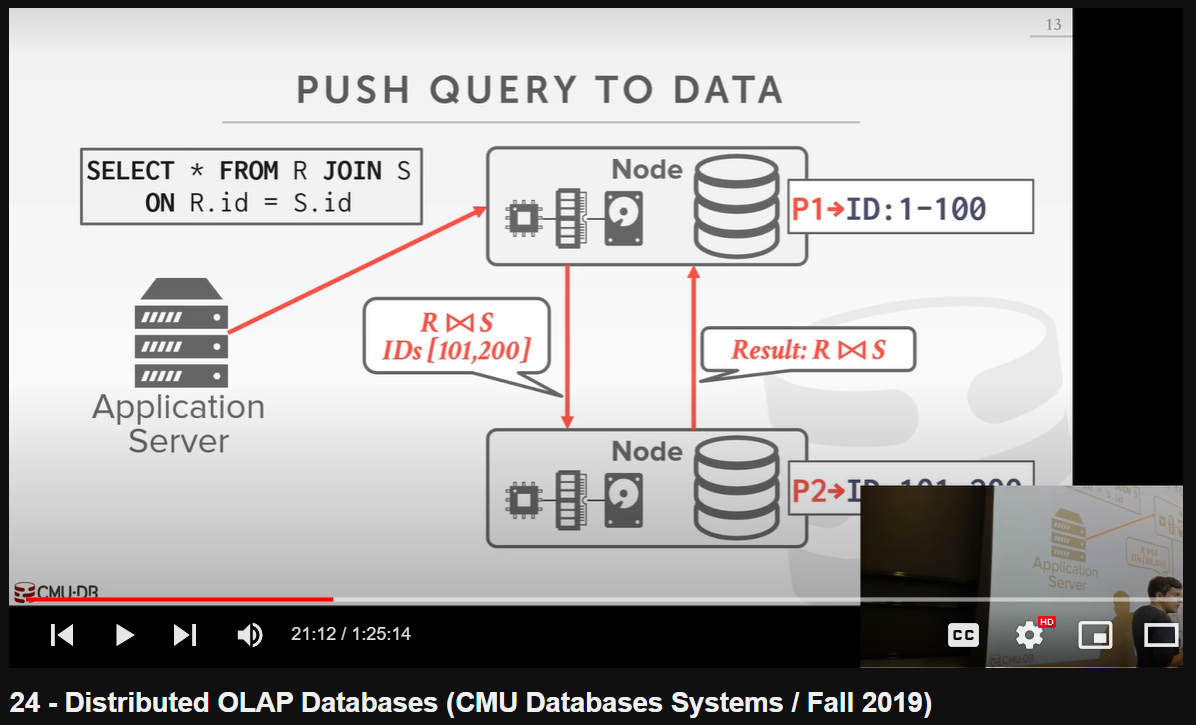 13
PUSH QUERY TO DATA
SELECT * FROM R JOIN S
ON R.id = S.id
Node
P1→ID:1-100
R ⋈ S
IDs [101,200]
Result: R ⋈ S
Application
Server
Node
P2→ID:101-200
Application
Server
CMU·DB
21:12 / 1:25:14
CC
HD
24 - Distributed OLAP Databases (CMU Databases Systems / Fall 2019)